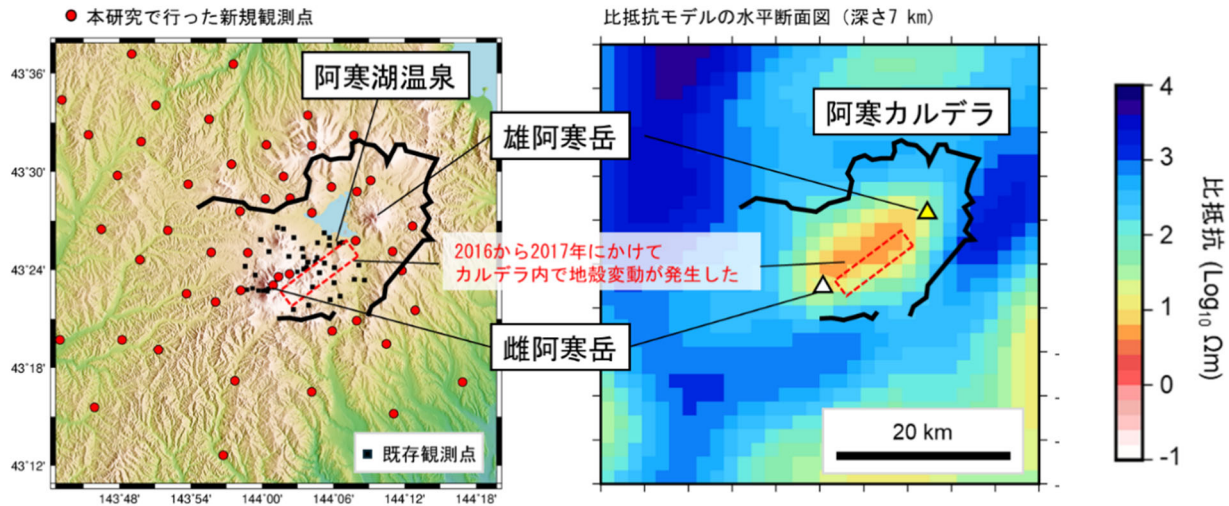 本研究で行った新規観測点
比抵抗モデルの水平断面図（深さ7 km）
43°36'
43°30'
43°24'
43°18'
43°12'
143°48'
143°54'
144°00'
144°06'
144°12'
144°18'
阿寒湖温泉
雄阿寒岳
阿寒カルデラ
2016から2017年にかけて
カルデラ内で地殻変動が発生した
雌阿寒岳
既存観測点
20 km
4
3
2
1
0
-1
比抵抗 (Log10 Ωm)